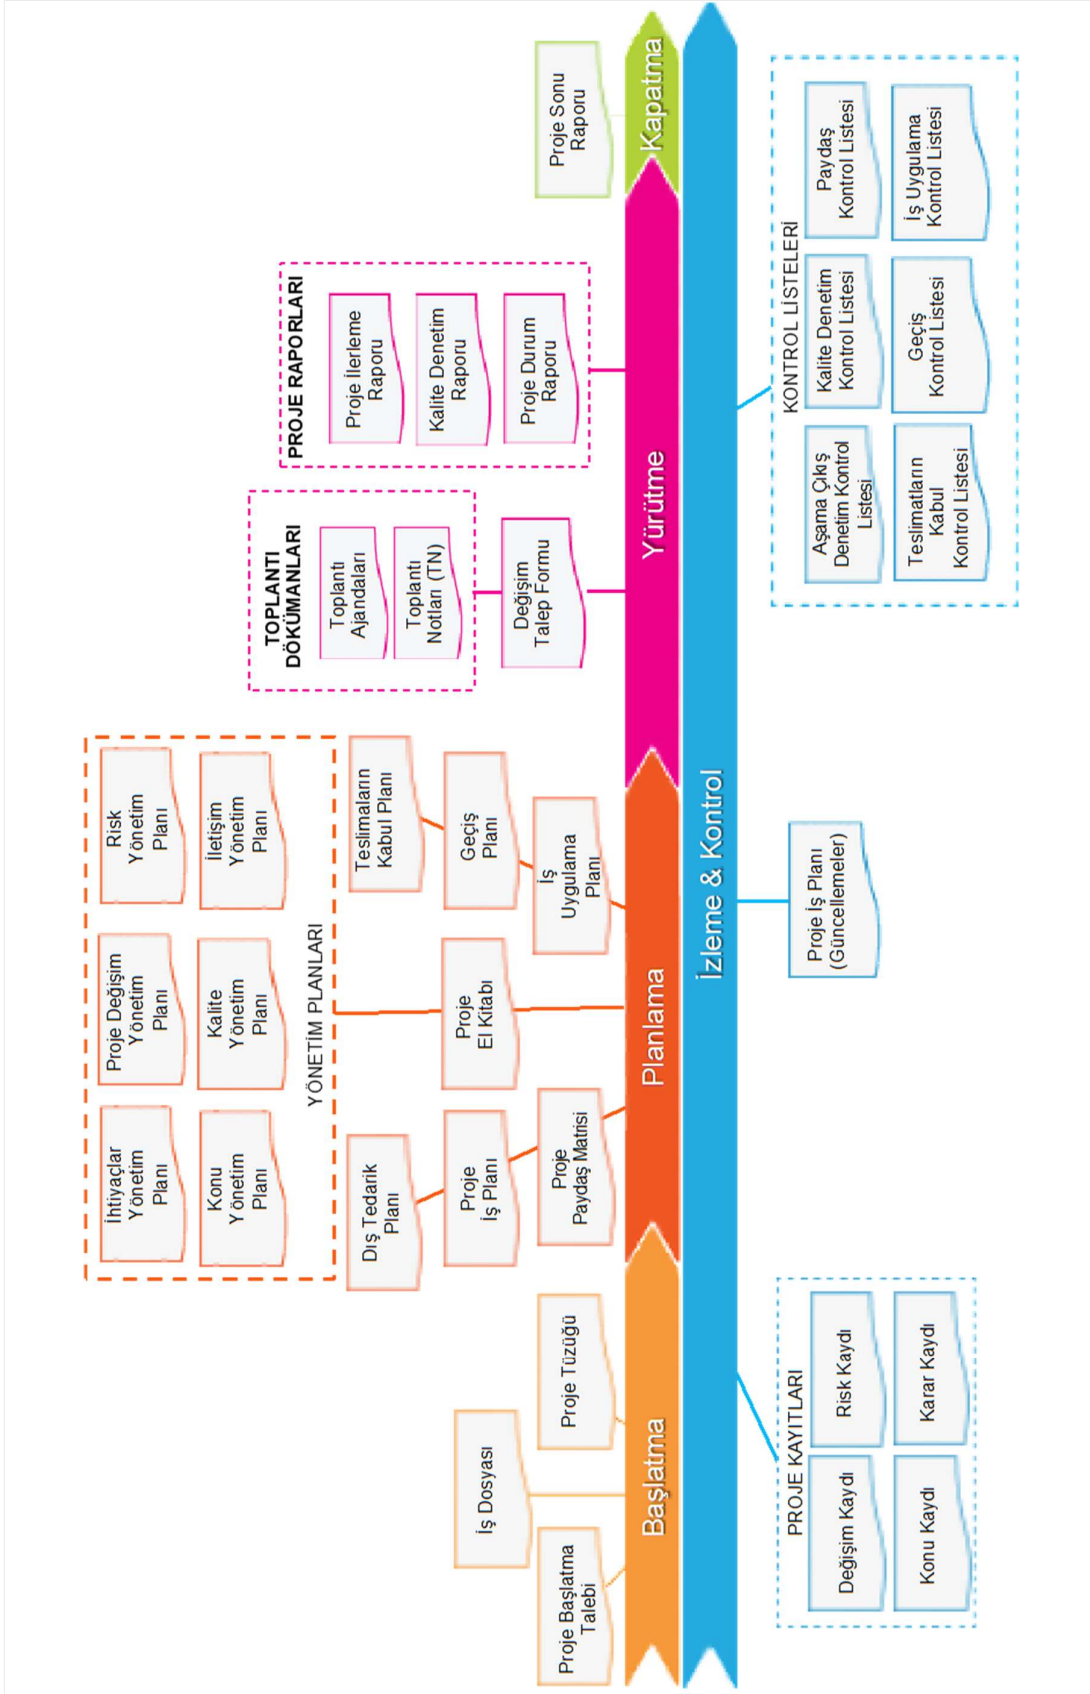 Proje Başlatma
Talebi
İş Dosyası
Proje Tüzüğü
Başlatma
İhtiyaçlar
Yönetim
Planı
Proje Değişim
Yönetim
Planı
Risk
Yönetim
Planı
Konu
Yönetim
Planı
Kalite
Yönetim
Planı
İletişim
Yönetim
Planı
YÖNETİM PLANLARI
Dış Tedarik
Planı
Proje
İş Planı
Proje
Paydaş Matrisi
Proje
El Kitabı
Teslimaların
Kabul Planı
Geçiş
Planı
İş
Uygulama
Planı
Planlama
TOPLANTI
DÖKÜMANLARI
Toplantı
Ajandaları
Toplantı
Notları (TN)
Değişim
Talep Formu
PROJE RAPORLARI
Proje İlerleme
Raporu
Kalite Denetim
Raporu
Proje Durum
Raporu
Yürütme
Proje Sonu
Raporu
Kapatma
İzleme & Kontrol
PROJE KAYITLARI
Değişim Kaydı
Risk Kaydı
Konu Kaydı
Karar Kaydı
Proje İş Planı
(Güncellemeler)
KONTROL LİSTELERİ
Aşama Çıkış
Denetim Kontrol
Listesi
Kalite Denetim
Kontrol Listesi
Paydaş
Kontrol Listesi
Teslimatların
Kabul
Kontrol Listesi
Geçiş
Kontrol Listesi
İş Uygulama
Kontrol Listesi